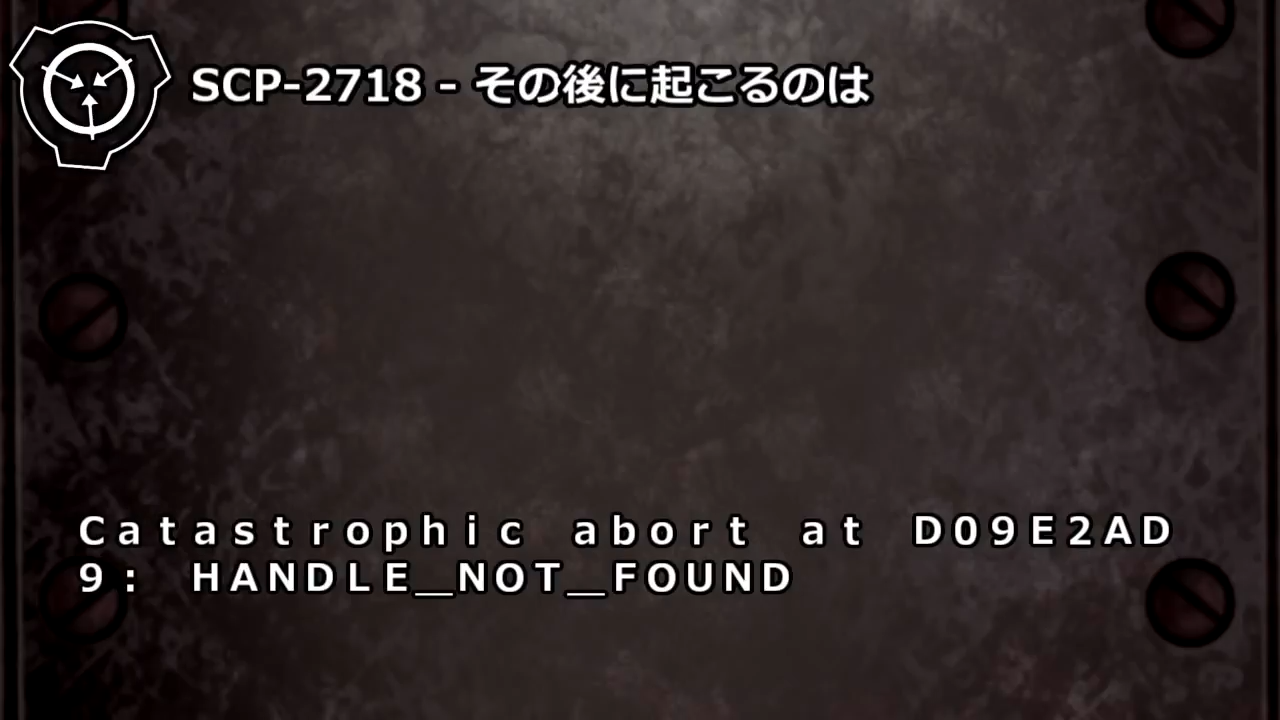 SCP-2718 – その後に起こるのは
Ｃａｔａｓｔｒｏｐｈｉｃ　ａｂｏｒｔ　ａｔ　Ｄ０９Ｅ２ＡＤ
９：　ＨＡＮＤＬＥ＿ＮＯＴ＿ＦＯＵＮＤ